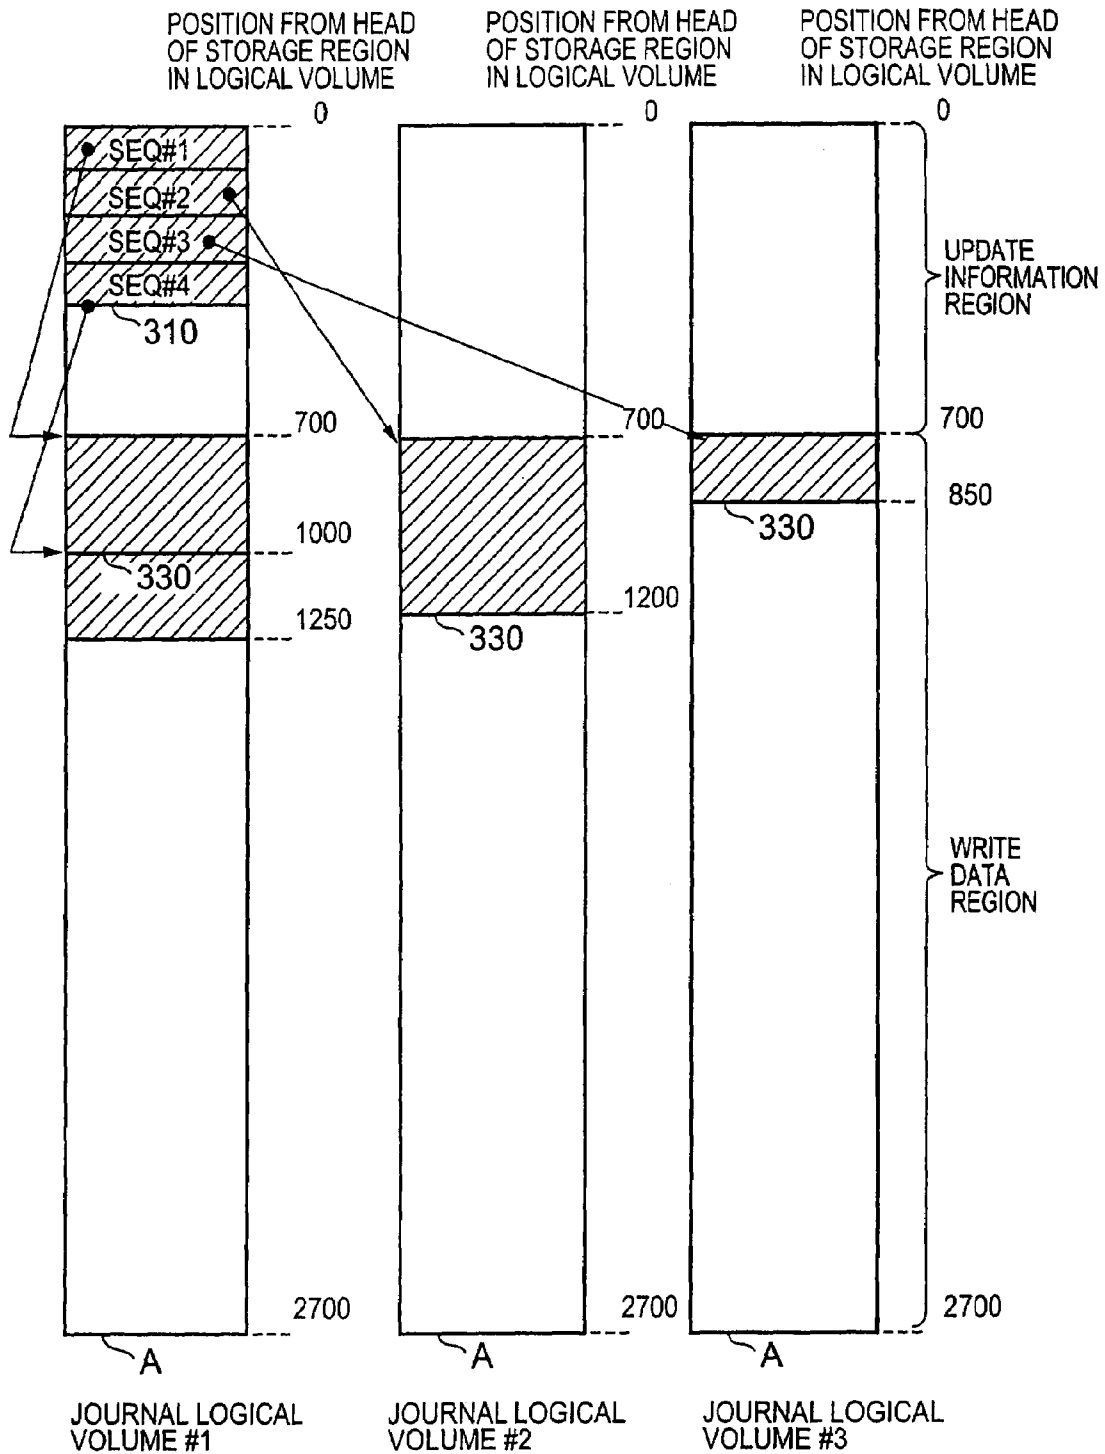 POSITION FROM HEAD
OF STORAGE REGION
IN LOGICAL VOLUME
POSITION FROM HEAD
OF STORAGE REGION
IN LOGICAL VOLUME
POSITION FROM HEAD
OF STORAGE REGION
IN LOGICAL VOLUME
0
0
0
SEQ#1
SEQ#2
SEQ#3
SEQ#4
310
UPDATE
INFORMATION
REGION
700
700
700
850
330
1000
330
1200
330
1250
WRITE
DATA
REGION
2700
2700
2700
A
A
A
JOURNAL LOGICAL
VOLUME #1
JOURNAL LOGICAL
VOLUME #2
JOURNAL LOGICAL
VOLUME #3